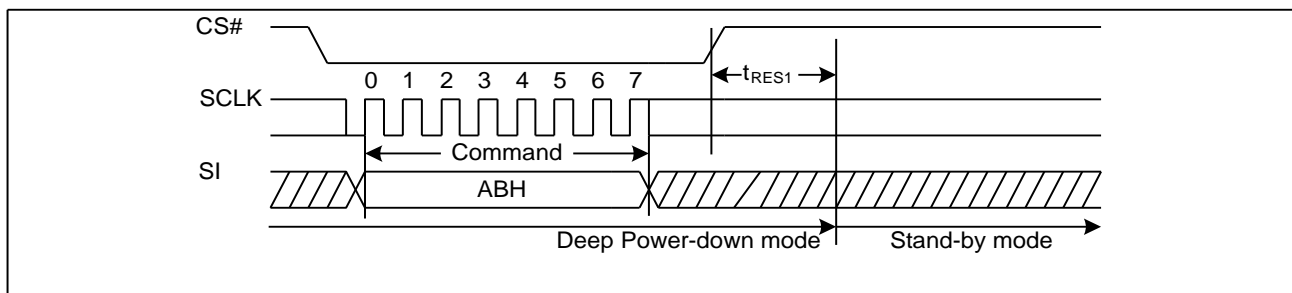 CS#
tRES1
0 1 2 3 4 5 6 7
SCLK
Command
SI
ABH
Deep Power-down mode Stand-by mode